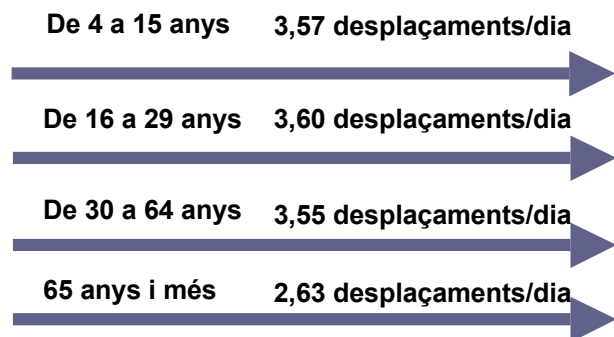 De 4 a 15 anys 3,57 desplaçaments/dia
De 16 a 29 anys 3,60 desplaçaments/dia
De 30 a 64 anys 3,55 desplaçaments/dia
65 anys i més 2,63 desplaçaments/dia